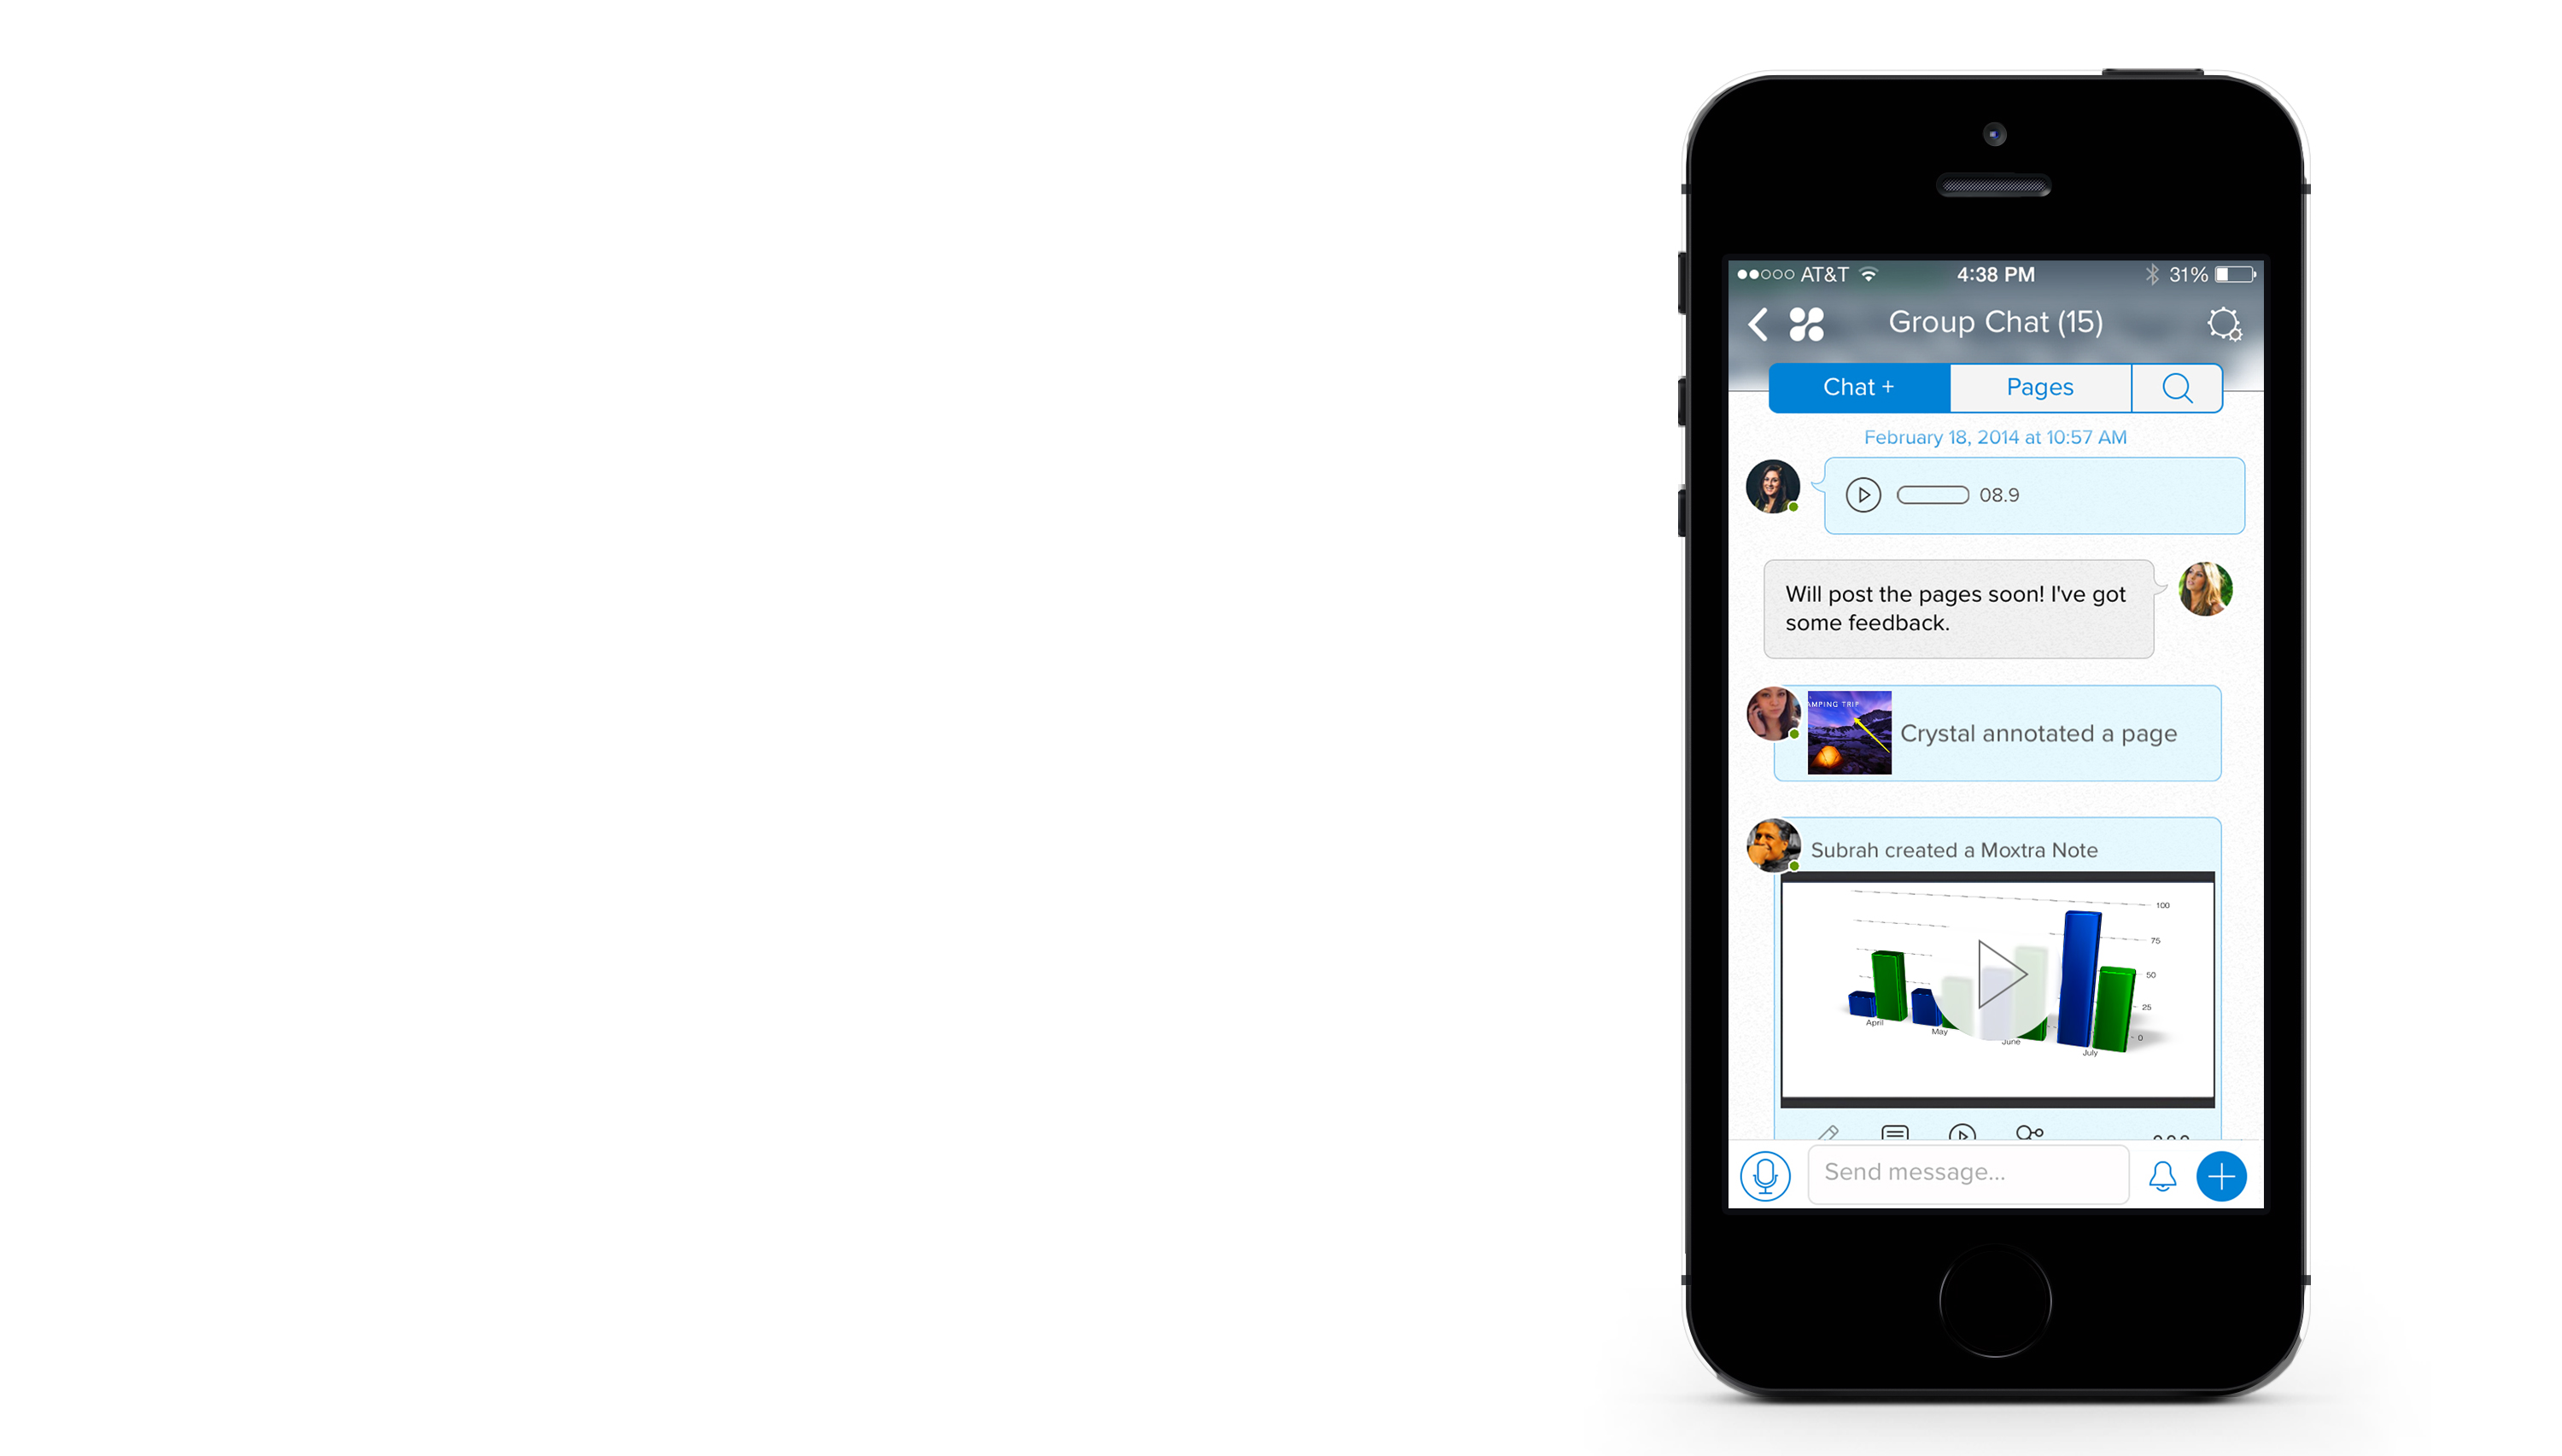 AT&T 4:38 PM 31%
Group Chat (15)
Chat + Pages
February 18, 2014 at 10:57 AM
08.9
Will post the pages soon! I've got
some feedback.
AMPING TRIP
Crystal annotated a page
Subrah created a Moxtra Note
100
75
50
25
0
April
May
June
July
Send message...